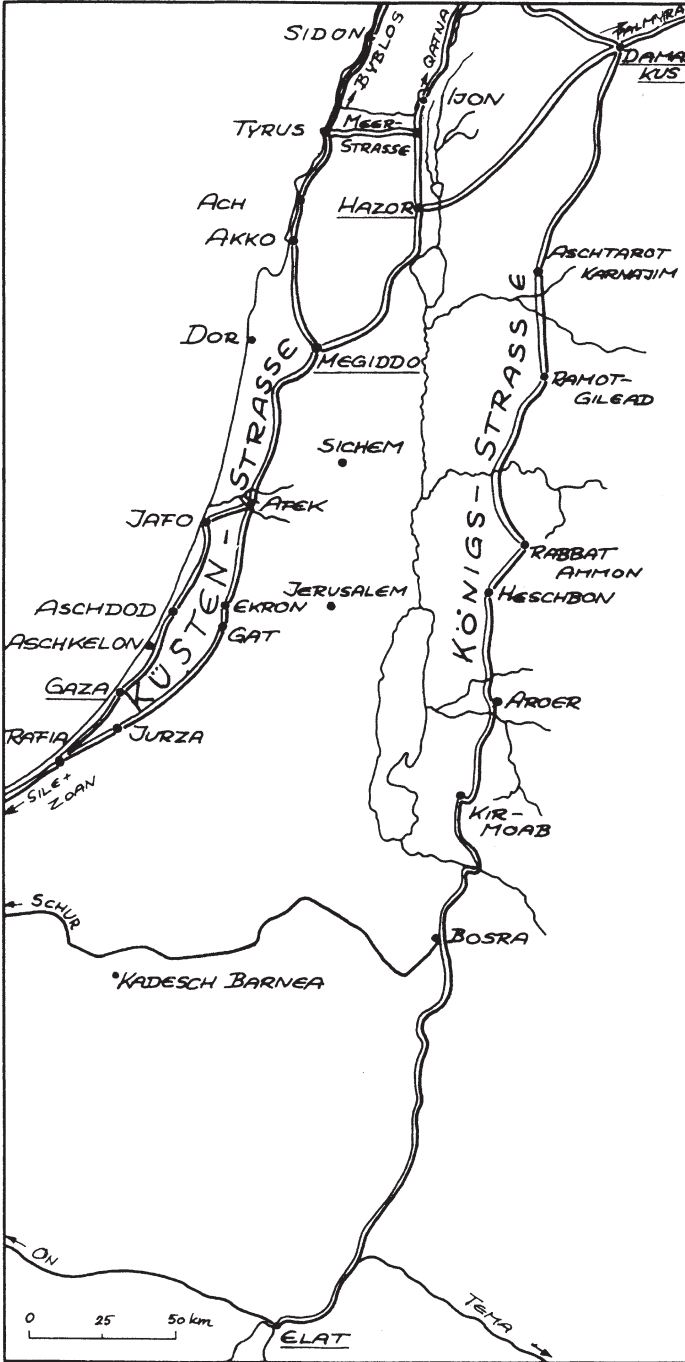 PALMYRA
SIDON
BYBLOS
QATNA
DAMAS
KUS
IJON
TYRUS
MEER-
STRASSE
ACH
HAZOR
AKKO
ASCHTAROT
KARNAJIM
DOR
MEGIDDO
RAMOT-
GILEAD
KÜSTEN-STRASSE
KÖNIGS-STRASSE
SICHEM
APEK
JAFO
RABBAT
AMMON
JERUSALEM
HESCHBON
ASCHDOD
EKRON
ASCHKELON
GAT
GAZA
AROER
RAFIA
JURZA
SILE +
ZOAN
KIR-
MOAB
SCHUR
BOSRA
KADESCH BARNEA
ON
TEMA
0 25 50 km
ELAT